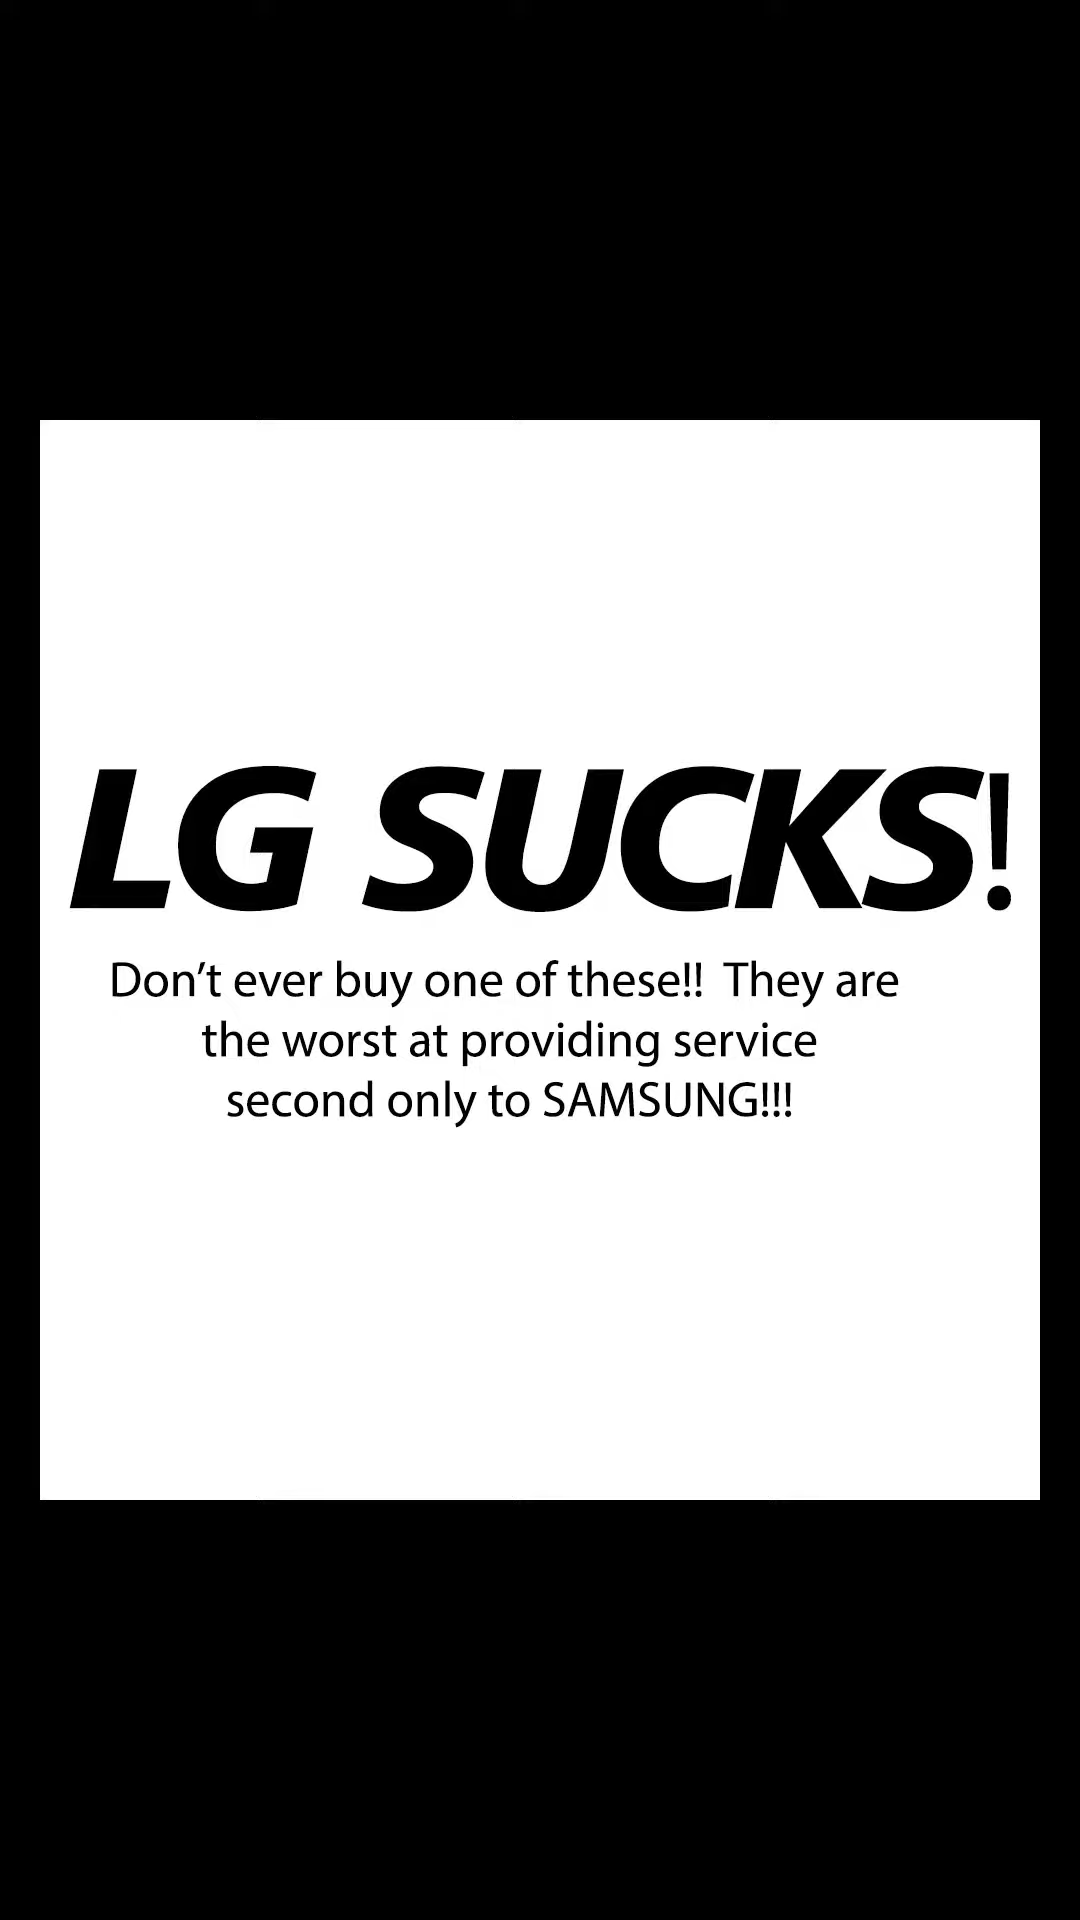 LG SUCKS!
Don’t ever buy one of these!!  They are
the worst at providing service
second only to SAMSUNG!!!